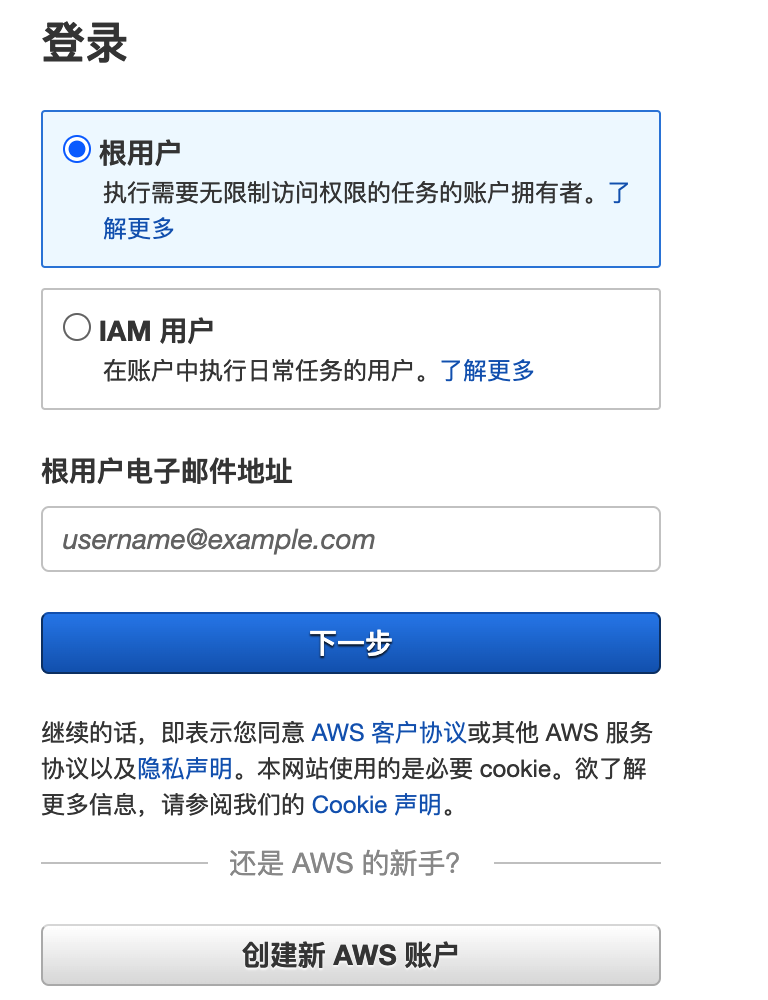 登录
根用户
执行需要无限制访问权限的任务的账户拥有者。了
解更多
IAM 用户
在账户中执行日常任务的用户。了解更多
根用户电子邮件地址
username@example.com
下一步
继续的话，即表示您同意 AWS 客户协议或其他 AWS 服务
协议以及隐私声明。本网站使用的是必要 cookie。欲了解
更多信息，请参阅我们的 Cookie 声明。
还是 AWS 的新手?
创建新 AWS 账户